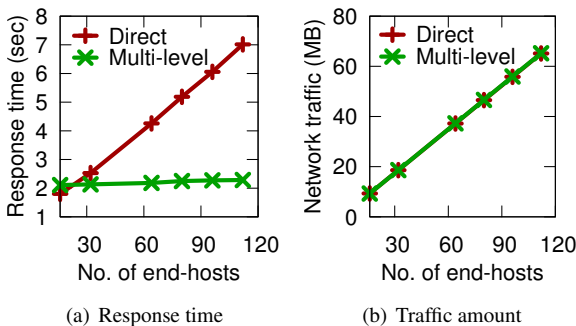 Response time (sec)
8
7
6
5
4
3
2
1
Direct
Multi-level
30 60 90 120
No. of end-hosts
(a) Response time
Network traffic (MB)
80
60
40
20
0
Direct
Multi-level
30 60 90 120
No. of end-hosts
(b) Traffic amount